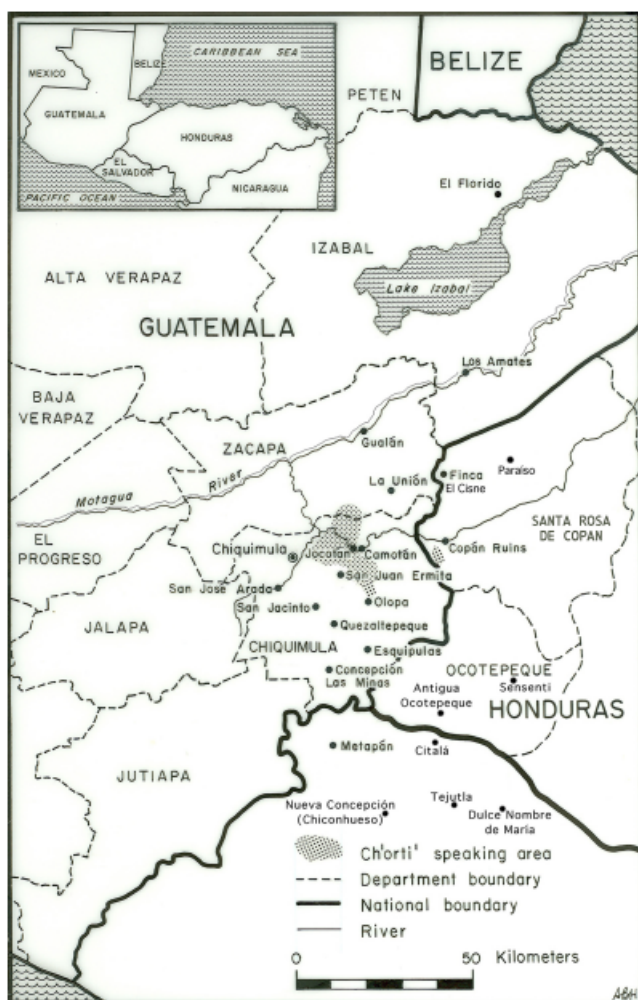 CARIBBEAN SEA
MEXICO
BELIZE
GUATEMALA
HONDURAS
EL
SALVADOR
NICARAGUA
PACIFIC OCEAN
BELIZE
PETEN
El Florido
IZABAL
Lake Izabal
ALTA VERAPAZ
GUATEMALA
Los Amates
BAJA
VERAPAZ
ZACAPA
Gualán
Motagua River
La Unión
Finca
El Cisne
Paraíso
EL
PROGRESO
SANTA ROSA
DE COPAN
Chiquimula
Jocotán
Camotán
Copán Ruins
San José Arada
San Juan Ermita
San Jacinto
Olopa
JALAPA
Quezaltepeque
CHIQUIMULA
Esquipulas
Concepción
Las Minas
OCOTEPEQUE
Sensenti
Antigua
Ocotepeque
HONDURAS
Metapán
Citalá
JUTIAPA
Nueva Concepción
(Chiconhueso)
Tejutla
Dulce Nombre
de María
Ch'orti' speaking area
Department boundary
National boundary
River
0 50 Kilometers